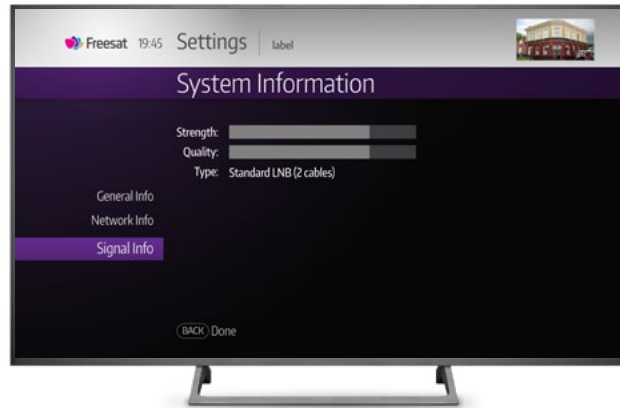 Freesat 19:45 Settings label
System Information
Strength:
Quality:
Type: Standard LNB (2 cables)
General Info
Network Info
Signal Info
BACK Done